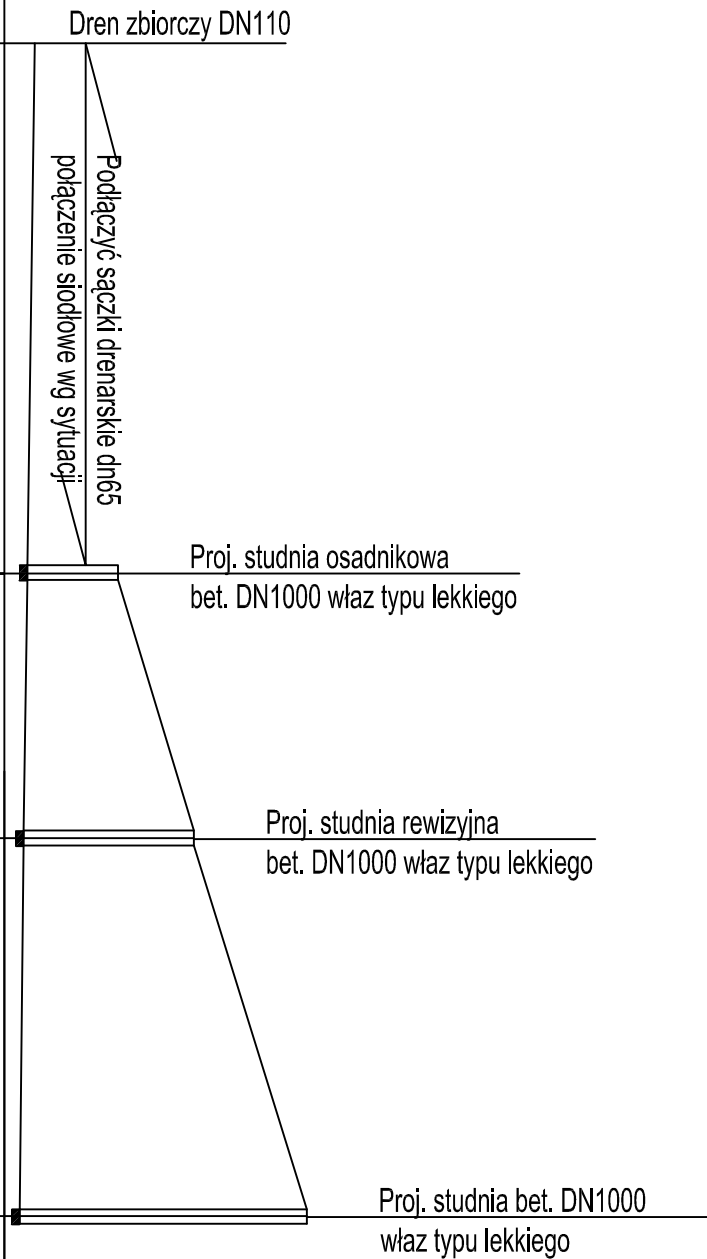 Dren zbiorczy DN110
Podłączyć sączki drenarskie dn65
połączenie siodłowe wg sytuacji
Proj. studnia osadnikowa
bet. DN1000 właz typu lekkiego
Proj. studnia rewizyjna
bet. DN1000 właz typu lekkiego
Proj. studnia bet. DN1000
właz typu lekkiego